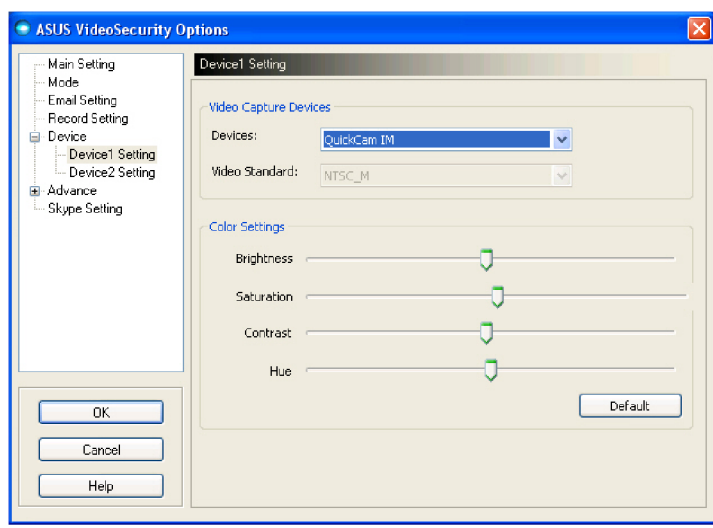 ASUS VideoSecurity Options
Main Setting
Mode
Email Setting
Record Setting
Device
Device1 Setting
Device2 Setting
Advance
Skype Setting
OK
Cancel
Help
Device1 Setting
Video Capture Devices
Devices: QuickCam IM
Video Standard: NTSC_M
Color Settings
Brightness
Saturation
Contrast
Hue
Default